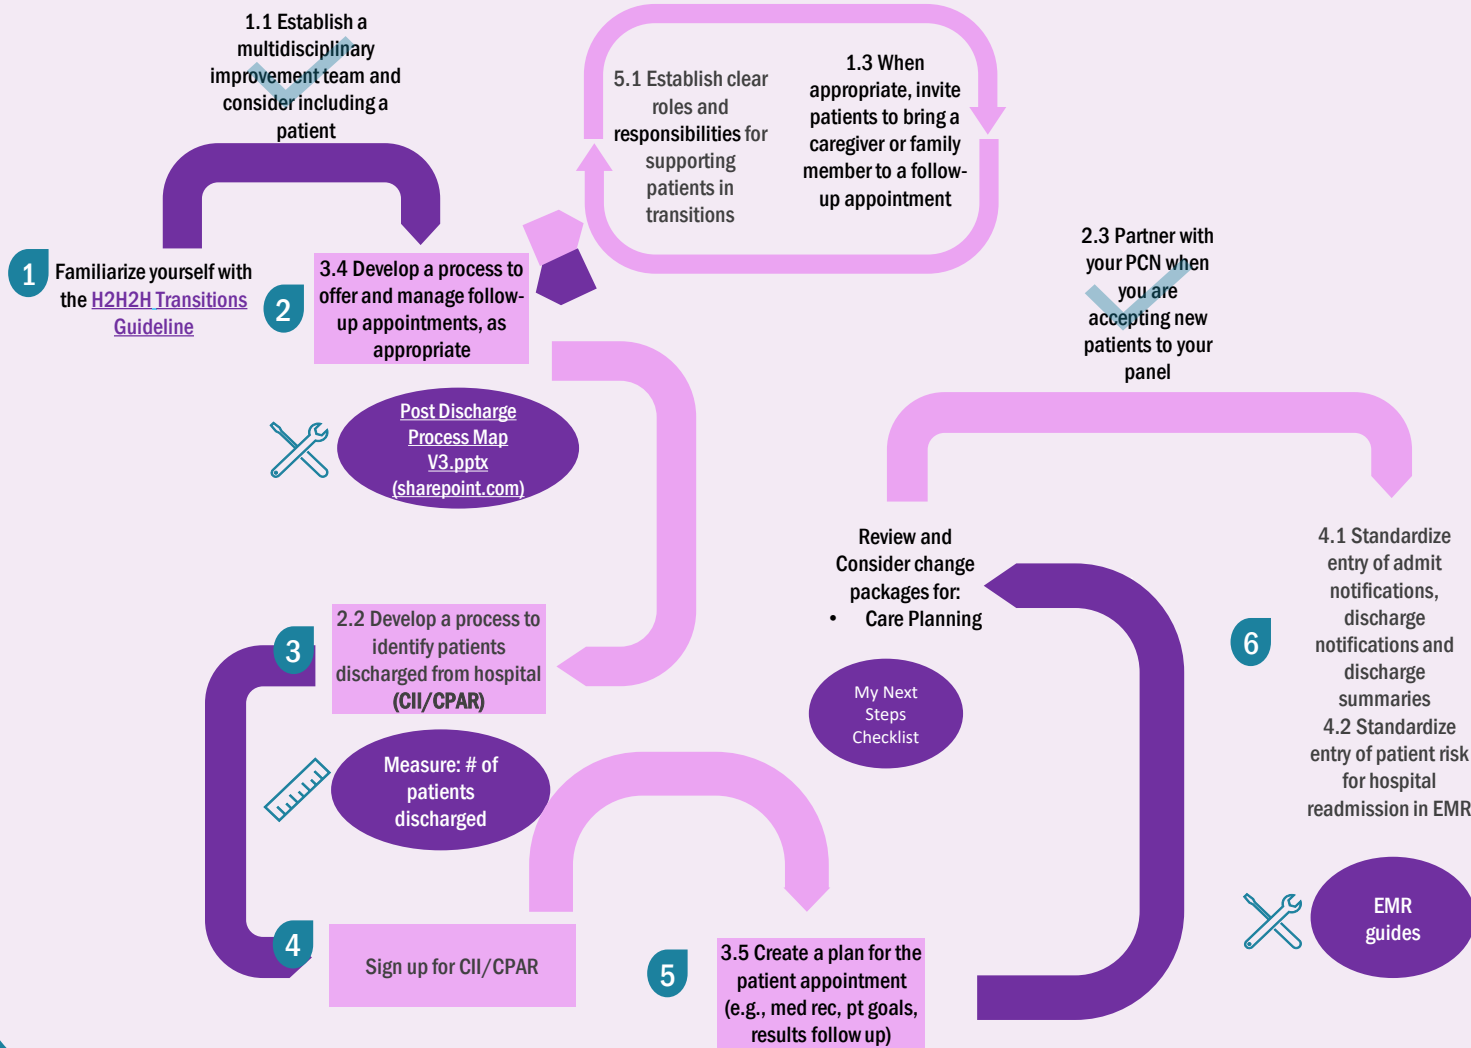 1.1 Establish a
multidisciplinary
improvement team and
consider including a
patient
5.1 Establish clear
roles and
responsibilities for
supporting
patients in
transitions
1.3 When
appropriate, invite
patients to bring a
caregiver or family
member to a follow-
up appointment
2.3 Partner with
your PCN when
you are
accepting new
patients to your
panel
1
Familiarize yourself with
the H2H2H Transitions
Guideline
2
3.4 Develop a process to
offer and manage follow-
up appointments, as
appropriate
Post Discharge
Process Map
V3.pptx
(sharepoint.com)
3
2.2 Develop a process to
identify patients
discharged from hospital
(CII/CPAR)
Measure: # of
patients
discharged
4
Sign up for CII/CPAR
5
3.5 Create a plan for the
patient appointment
(e.g., med rec, pt goals,
results follow up)
Review and
Consider change
packages for:
• Care Planning
My Next
Steps
Checklist
6
4.1 Standardize
entry of admit
notifications,
discharge
notifications and
discharge
summaries
4.2 Standardize
entry of patient risk
for hospital
readmission in EMR
EMR
guides